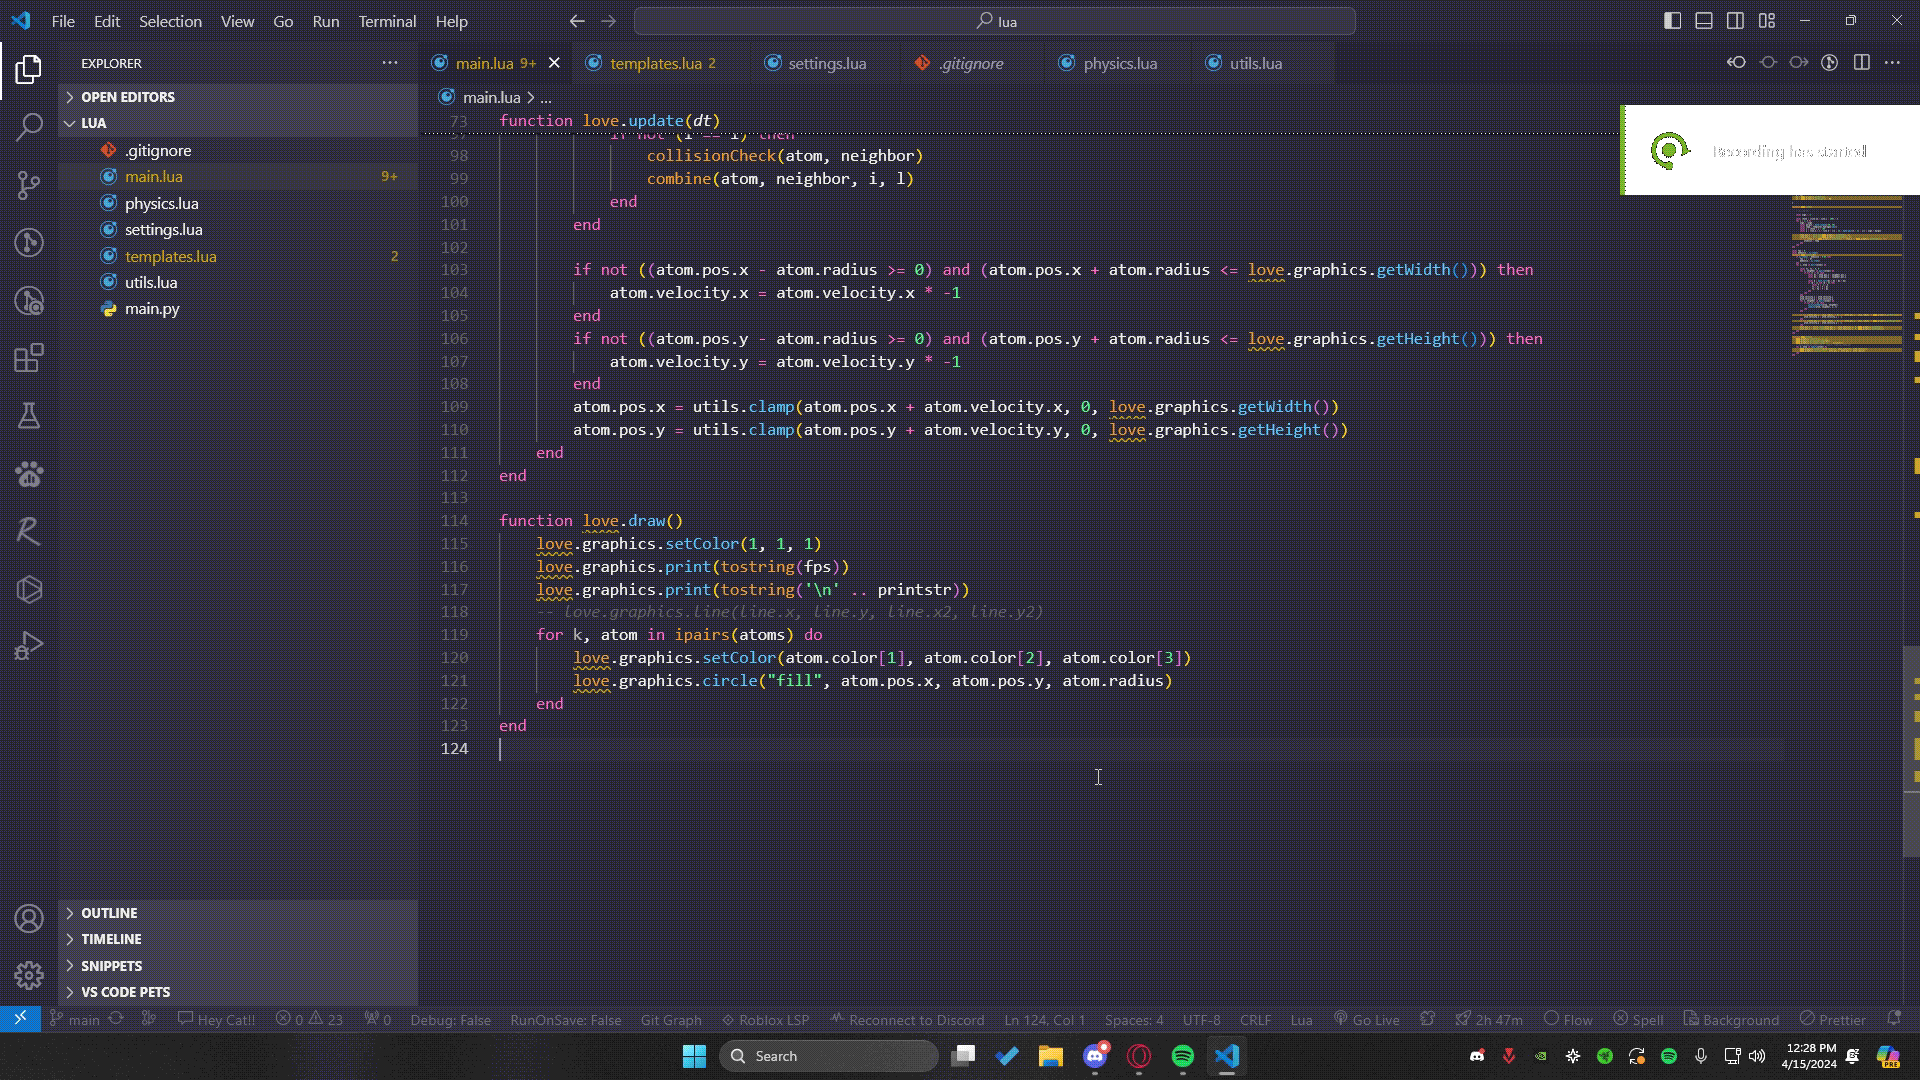 File Edit Selection View Go Run Terminal Help
lua
EXPLORER
OPEN EDITORS
LUA
.gitignore
main.lua 9+
physics.lua
settings.lua
templates.lua 2
utils.lua
main.py
OUTLINE
TIMELINE
SNIPPETS
VS CODE PETS
main.lua 9+ templates.lua 2 settings.lua .gitignore physics.lua utils.lua
main.lua > ...
Recording has started
73 function love.update(dt)
98 collisionCheck(atom, neighbor)
99 combine(atom, neighbor, i, l)
100 end
101 end
102
103 if not ((atom.pos.x - atom.radius >= 0) and (atom.pos.x + atom.radius <= love.graphics.getWidth())) then
104 atom.velocity.x = atom.velocity.x * -1
105 end
106 if not ((atom.pos.y - atom.radius >= 0) and (atom.pos.y + atom.radius <= love.graphics.getHeight())) then
107 atom.velocity.y = atom.velocity.y * -1
108 end
109 atom.pos.x = utils.clamp(atom.pos.x + atom.velocity.x, 0, love.graphics.getWidth())
110 atom.pos.y = utils.clamp(atom.pos.y + atom.velocity.y, 0, love.graphics.getHeight())
111 end
112 end
113
114 function love.draw()
115 love.graphics.setColor(1, 1, 1)
116 love.graphics.print(tostring(fps))
117 love.graphics.print(tostring('\n' .. printstr))
118 -- love.graphics.line(line.x, line.y, line.x2, line.y2)
119 for k, atom in ipairs(atoms) do
120 love.graphics.setColor(atom.color[1], atom.color[2], atom.color[3])
121 love.graphics.circle("fill", atom.pos.x, atom.pos.y, atom.radius)
122 end
123 end
124
main Hey Cat!! 0 23 0 Debug: False RunOnSave: False Git Graph Roblox LSP Reconnect to Discord Ln 124, Col 1 Spaces: 4 UTF-8 CRLF Lua Go Live 2h 47m Flow Spell Background Prettier
Search
12:28 PM
4/15/2024
PRE